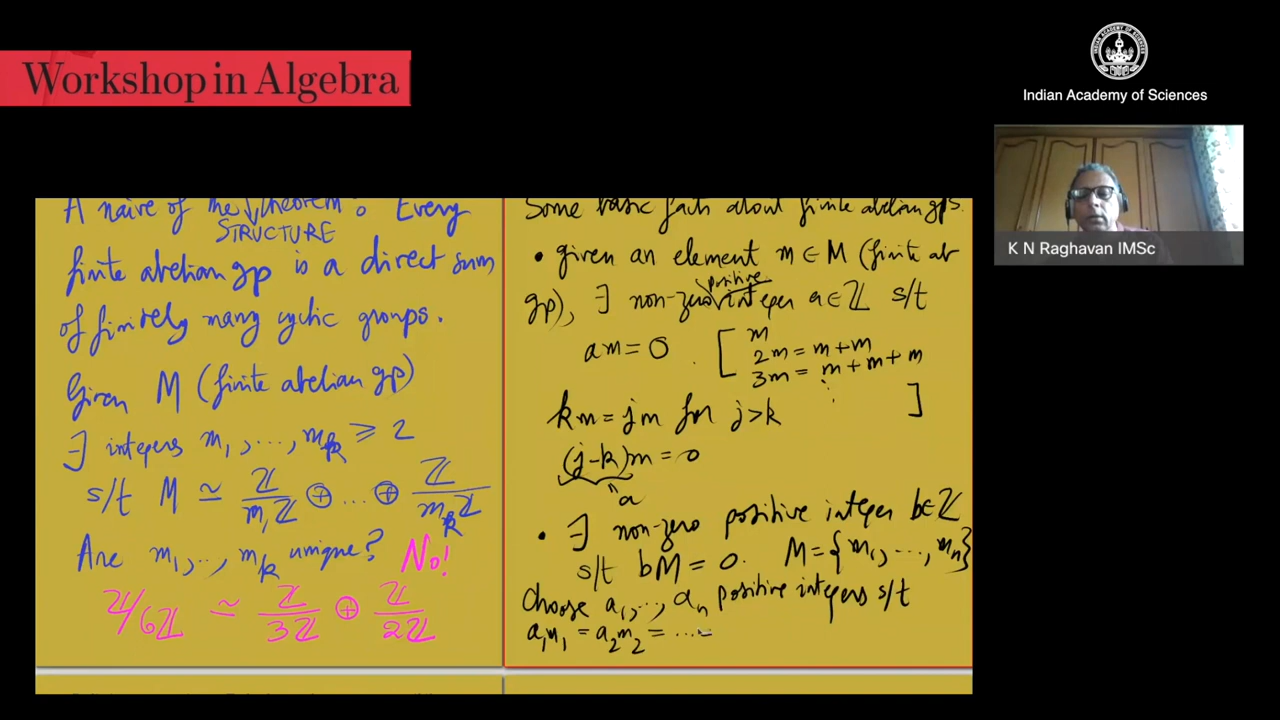 Workshop in Algebra
INDIAN ACADEMY OF SCIENCES
Indian Academy of Sciences
K N Raghavan IMSc
A naive of the theorem : Every
STRUCTURE
finite abelian gp is a direct sum
of finitely many cyclic groups.
Given M (finite abelian gp)
∃ integers m₁, ..., mₖ ≥ 2
s/t M ≃ ℤ/m₁ℤ ⊕ ... ⊕ ℤ/mₖℤ
Are m₁, .., mₖ unique? No!
ℤ/6ℤ ≃ ℤ/3ℤ ⊕ ℤ/2ℤ
Some basic facts about finite abelian gps.
• given an element m ∈ M (finite ab
positive
gp), ∃ non-zero integer a ∈ ℤ s/t
am = 0 . [ m
2m = m + m
3m = m + m + m
⋮ ]
km = jm for j > k
(j-k)m = 0
"a
• ∃ non-zero positive integer b ∈ ℤ
s/t bM = 0. M = {m₁, ..., mₙ}
Choose a₁, .., aₙ positive integers s/t
a₁m₁ = a₂m₂ = ....